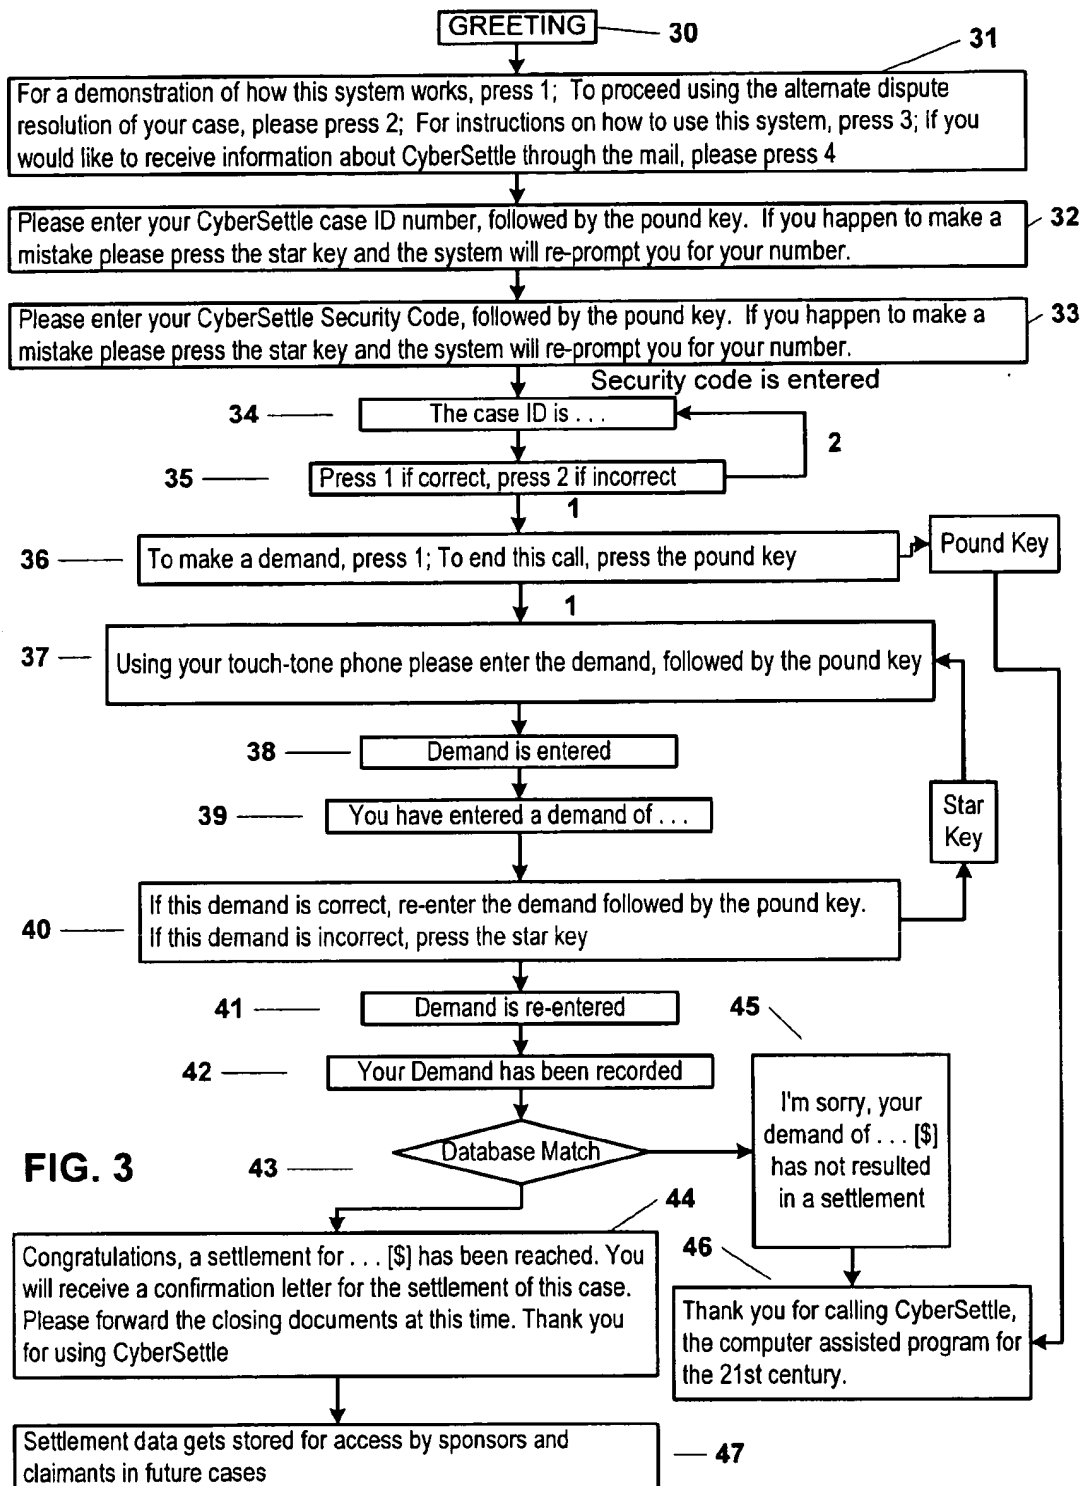 GREETING
30
31
For a demonstration of how this system works, press 1; To proceed using the alternate dispute
resolution of your case, please press 2; For instructions on how to use this system, press 3; if you
would like to receive information about CyberSettle through the mail, please press 4
Please enter your CyberSettle case ID number, followed by the pound key. If you happen to make a
mistake please press the star key and the system will re-prompt you for your number.
32
Please enter your CyberSettle Security Code, followed by the pound key. If you happen to make a
mistake please press the star key and the system will re-prompt you for your number.
33
Security code is entered
34
The case ID is . . .
2
35
Press 1 if correct, press 2 if incorrect
1
36
To make a demand, press 1; To end this call, press the pound key
Pound Key
1
37
Using your touch-tone phone please enter the demand, followed by the pound key
38
Demand is entered
39
You have entered a demand of . . .
Star
Key
40
If this demand is correct, re-enter the demand followed by the pound key.
If this demand is incorrect, press the star key
41
Demand is re-entered
45
42
Your Demand has been recorded
I'm sorry, your
demand of . . . [$]
has not resulted
in a settlement
FIG. 3
43
Database Match
44
Congratulations, a settlement for . . . [$] has been reached. You
will receive a confirmation letter for the settlement of this case.
Please forward the closing documents at this time. Thank you
for using CyberSettle
46
Thank you for calling CyberSettle,
the computer assisted program for
the 21st century.
Settlement data gets stored for access by sponsors and
claimants in future cases
47